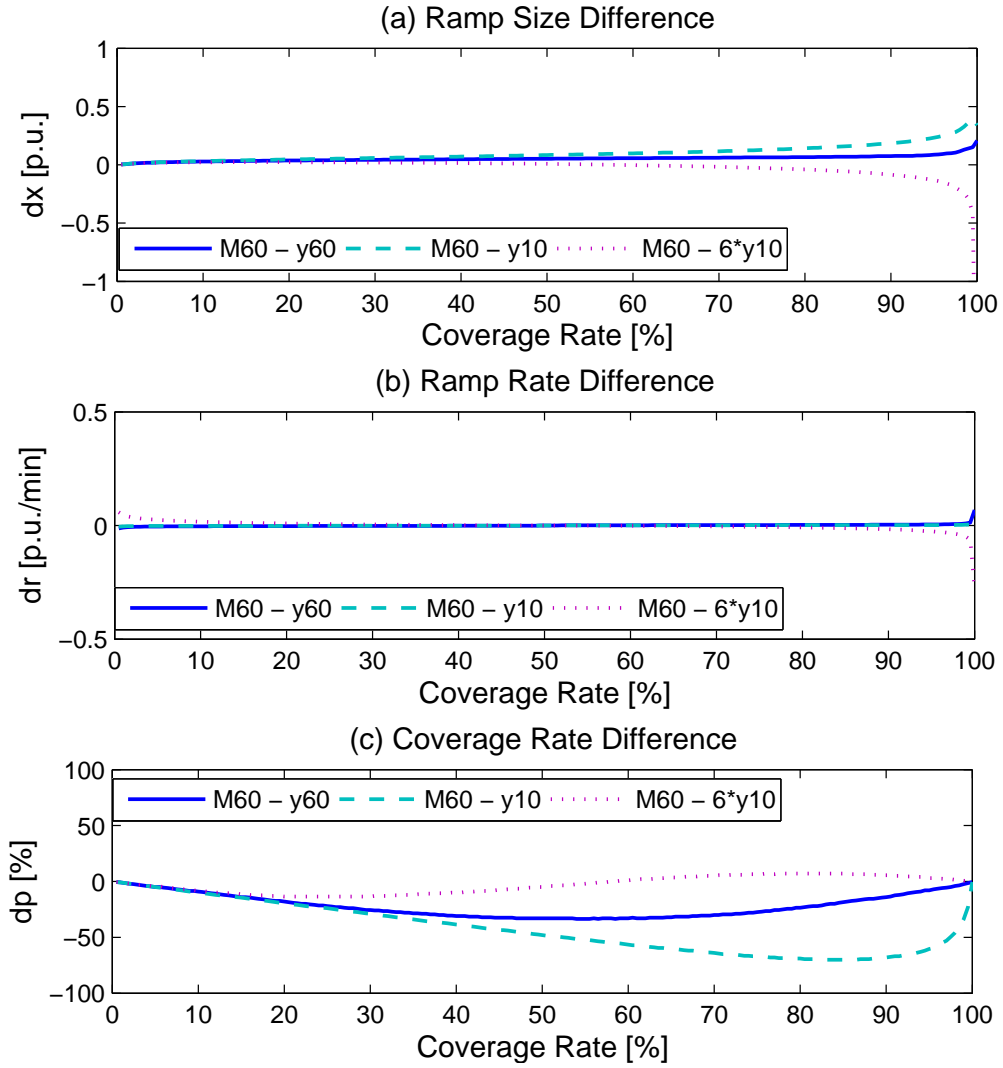 (a) Ramp Size Difference
1
0.5
0
−0.5
−1
dx [p.u.]
M60 − y60 M60 − y10 M60 − 6*y10
0 10 20 30 40 50 60 70 80 90 100
Coverage Rate [%]
(b) Ramp Rate Difference
0.5
0
−0.5
dr [p.u./min]
M60 − y60 M60 − y10 M60 − 6*y10
0 10 20 30 40 50 60 70 80 90 100
Coverage Rate [%]
(c) Coverage Rate Difference
100
50
0
−50
−100
dp [%]
M60 − y60 M60 − y10 M60 − 6*y10
0 10 20 30 40 50 60 70 80 90 100
Coverage Rate [%]